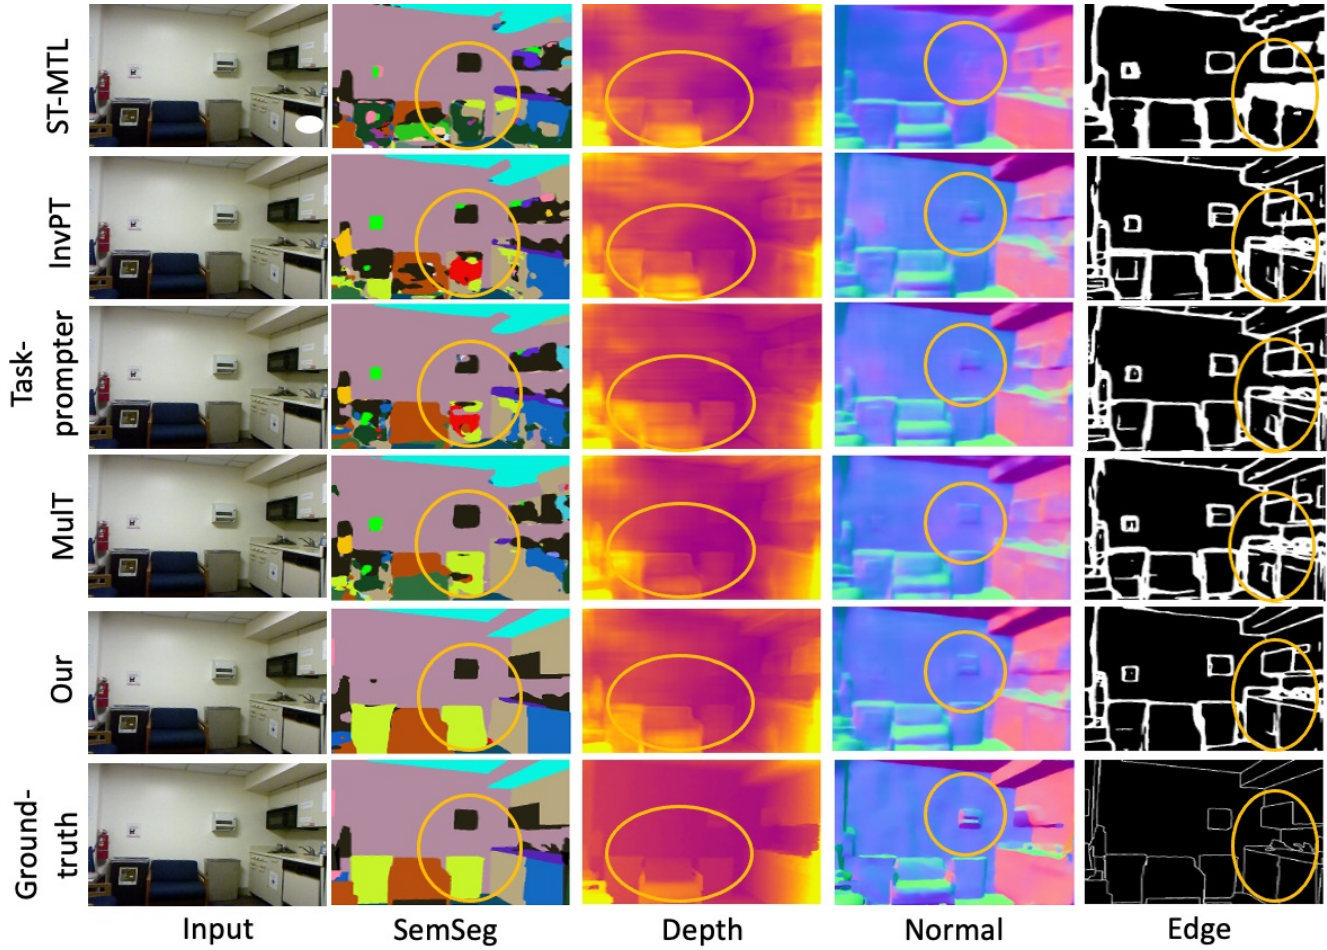 ST-MTL
InvPT
Task-
prompter
MulT
Our
Ground-
truth
Input
SemSeg
Depth
Normal
Edge